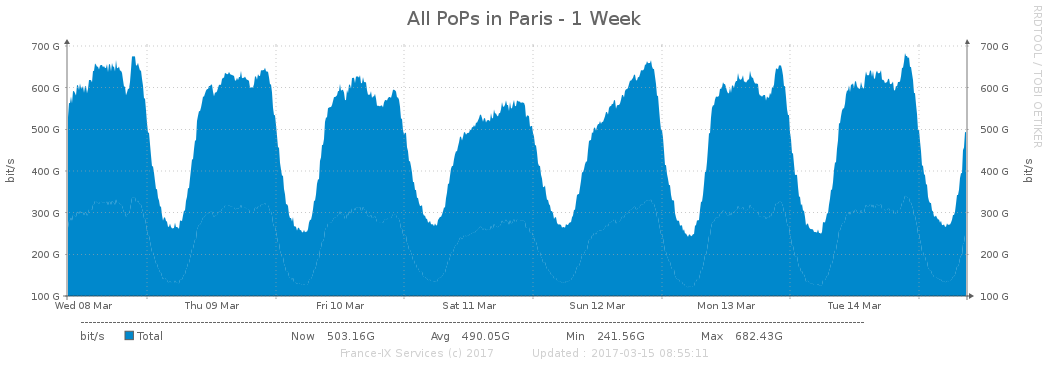 All PoPs in Paris - 1 Week
RRDTOOL / TOBI OETIKER
700 G 700 G
600 G 600 G
500 G 500 G
400 G 400 G
300 G 300 G
200 G 200 G
100 G 100 G
bit/s bit/s
Wed 08 Mar Thu 09 Mar Fri 10 Mar Sat 11 Mar Sun 12 Mar Mon 13 Mar Tue 14 Mar
bit/s Total Now 503.16G Avg 490.05G Min 241.56G Max 682.43G
France-IX Services (c) 2017 Updated : 2017-03-15 08:55:11